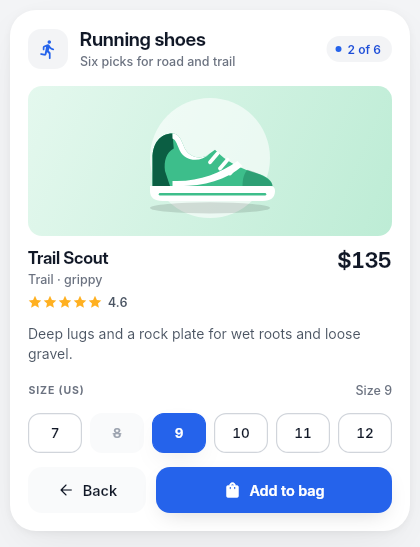 Running shoes
Six picks for road and trail
2 of 6
Trail Scout
$135
Trail · grippy
4.6
Deep lugs and a rock plate for wet roots and loose
gravel.
SIZE (US)
Size 9
7
8
9
10
11
12
Back
Add to bag